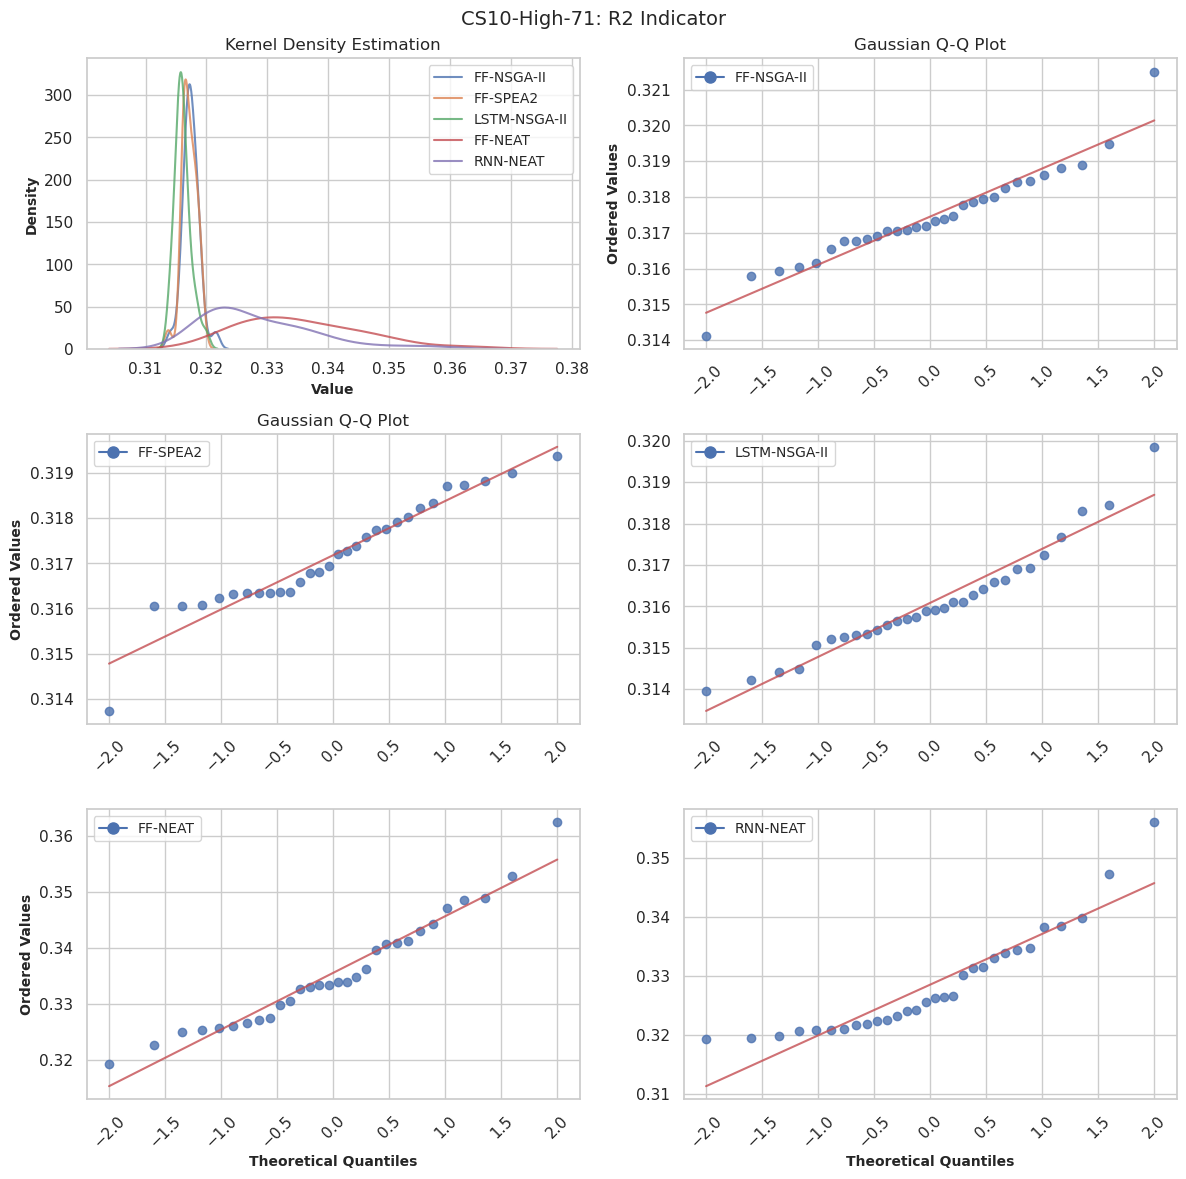 CS10-High-71: R2 Indicator
Kernel Density Estimation
FF-NSGA-II
FF-SPEA2
LSTM-NSGA-II
FF-NEAT
RNN-NEAT
300
250
200
150
100
50
0
Density
0.31 0.32 0.33 0.34 0.35 0.36 0.37 0.38
Value
Gaussian Q-Q Plot
FF-NSGA-II
0.321
0.320
0.319
0.318
0.317
0.316
0.315
0.314
Ordered Values
−2.0 −1.5 −1.0 −0.5 0.0 0.5 1.0 1.5 2.0
Gaussian Q-Q Plot
FF-SPEA2
0.319
0.318
0.317
0.316
0.315
0.314
Ordered Values
−2.0 −1.5 −1.0 −0.5 0.0 0.5 1.0 1.5 2.0
LSTM-NSGA-II
0.320
0.319
0.318
0.317
0.316
0.315
0.314
−2.0 −1.5 −1.0 −0.5 0.0 0.5 1.0 1.5 2.0
FF-NEAT
0.36
0.35
0.34
0.33
0.32
Ordered Values
−2.0 −1.5 −1.0 −0.5 0.0 0.5 1.0 1.5 2.0
Theoretical Quantiles
RNN-NEAT
0.35
0.34
0.33
0.32
0.31
−2.0 −1.5 −1.0 −0.5 0.0 0.5 1.0 1.5 2.0
Theoretical Quantiles